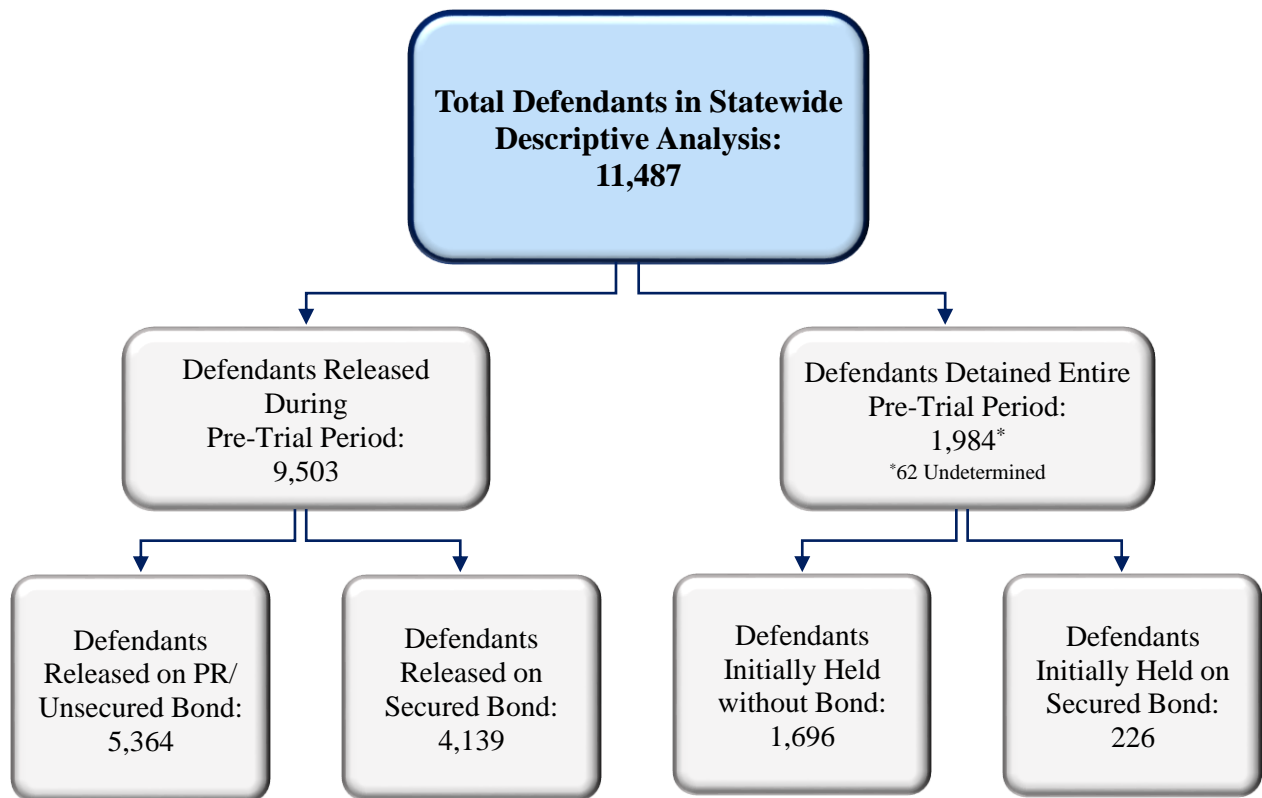 Total Defendants in Statewide
Descriptive Analysis:
11,487
Defendants Released
During
Pre-Trial Period:
9,503
Defendants Detained Entire
Pre-Trial Period:
1,984*
*62 Undetermined
Defendants
Released on PR/
Unsecured Bond:
5,364
Defendants
Released on
Secured Bond:
4,139
Defendants
Initially Held
without Bond:
1,696
Defendants
Initially Held on
Secured Bond:
226